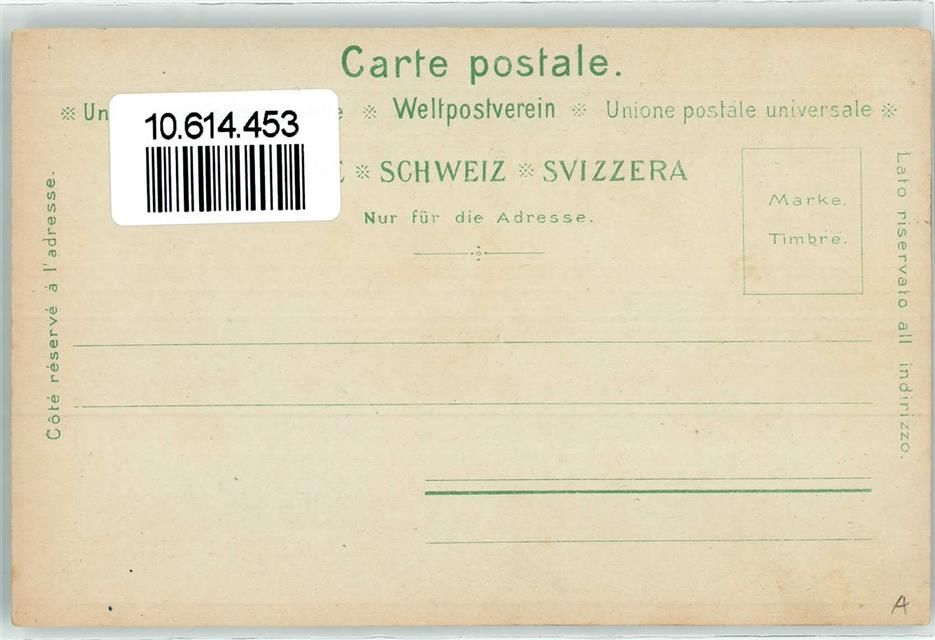 Carte postale.
※ Un e ※ Weltpostverein ※ Unione postale universale ※
10.614.453
E ※ SCHWEIZ ※ SVIZZERA
Nur für die Adresse.
Marke.
Timbre.
Côté réservé à l'adresse.
Lato riservato all indirizzo.
A